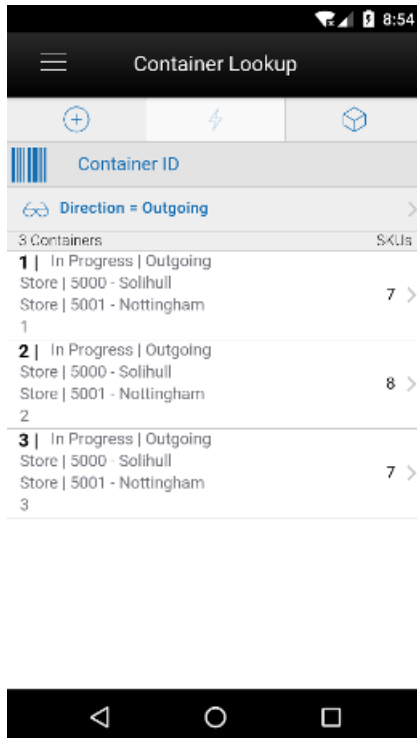 8:54
Container Lookup
Container ID
Direction = Outgoing
3 Containers SKUs
1 | In Progress | Outgoing
Store | 5000 - Solihull
Store | 5001 - Nottingham
7
1
2 | In Progress | Outgoing
Store | 5000 - Solihull
Store | 5001 - Nottingham
8
2
3 | In Progress | Outgoing
Store | 5000 - Solihull
Store | 5001 - Nottingham
7
3